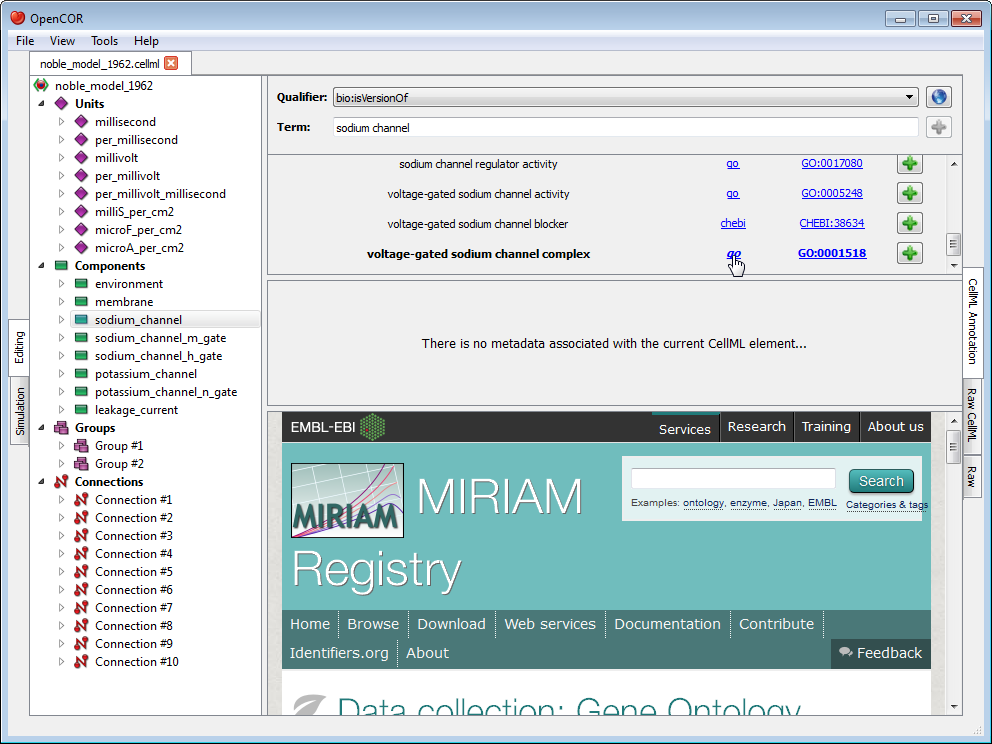 OpenCOR
File View Tools Help
noble_model_1962.cellml
noble_model_1962
Units
millisecond
per_millisecond
millivolt
per_millivolt
per_millivolt_millisecond
milliS_per_cm2
microF_per_cm2
microA_per_cm2
Components
environment
membrane
sodium_channel
sodium_channel_m_gate
sodium_channel_h_gate
potassium_channel
potassium_channel_n_gate
leakage_current
Groups
Group #1
Group #2
Connections
Connection #1
Connection #2
Connection #3
Connection #4
Connection #5
Connection #6
Connection #7
Connection #8
Connection #9
Connection #10
Editing
Simulation
Qualifier: bio:isVersionOf
Term: sodium channel
sodium channel regulator activity go GO:0017080
voltage-gated sodium channel activity go GO:0005248
voltage-gated sodium channel blocker chebi CHEBI:38634
voltage-gated sodium channel complex go GO:0001518
There is no metadata associated with the current CellML element...
EMBL-EBI Services Research Training About us
MIRIAM
MIRIAM
Registry
Search
Examples: ontology, enzyme, Japan, EMBL
Categories & tags
Home Browse Download Web services Documentation Contribute
Identifiers.org About
Feedback
Data collection: Gene Ontology
CellML Annotation
Raw CellML
Raw